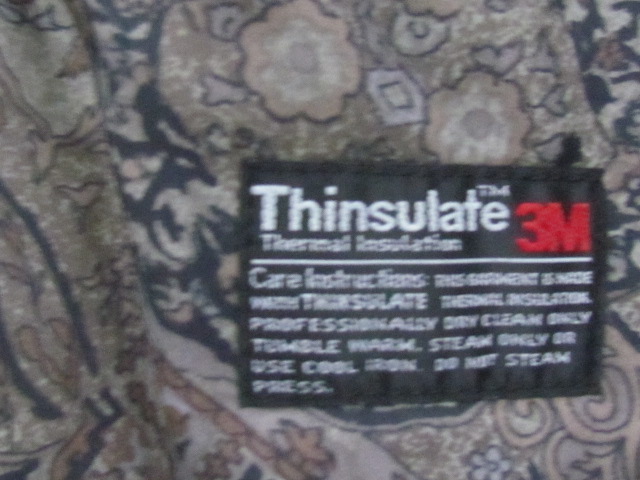 Thinsulate™ 3M
Thermal Insulation
Care Instructions THIS GARMENT IS MADE
WITH THINSULATE THERMAL INSULATION.
PROFESSIONALLY DRY CLEAN ONLY
TUMBLE WARM. STEAM ONLY OR
USE COOL IRON. DO NOT STEAM
PRESS.